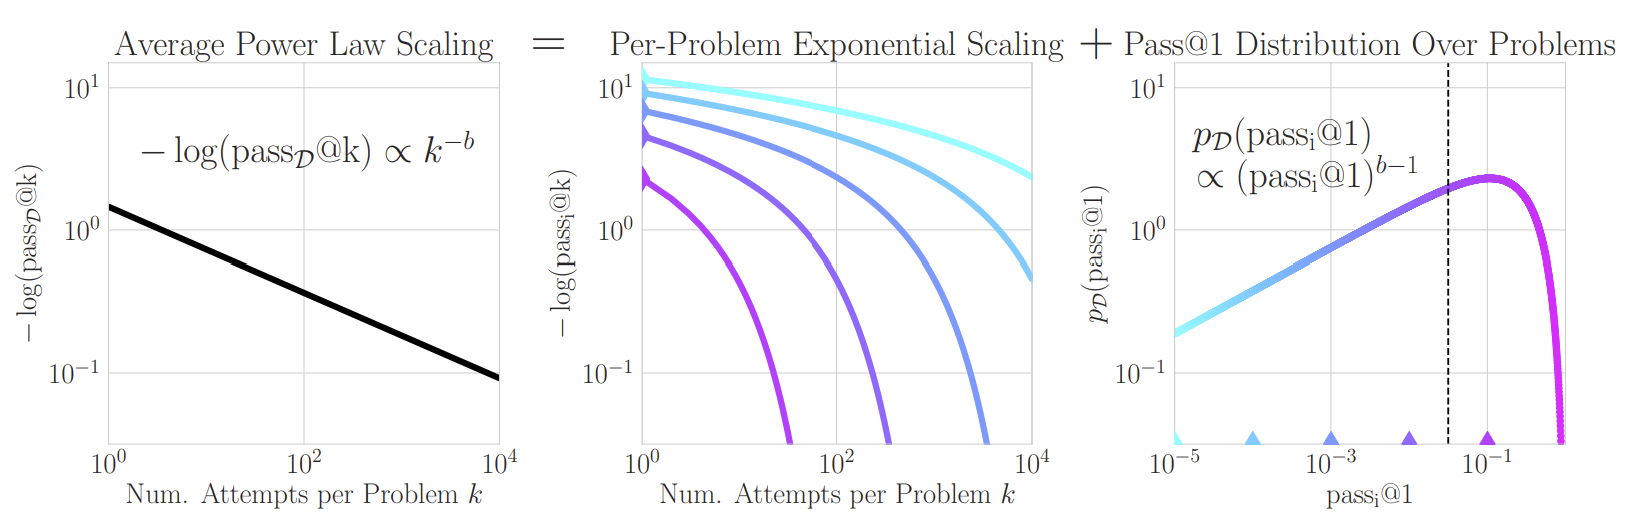 Average Power Law Scaling = Per-Problem Exponential Scaling + Pass@1 Distribution Over Problems
− log(pass_𝒟@k) ∝ k^{−b}
10^1
10^0
10^{−1}
− log(pass_𝒟@k)
10^0 10^2 10^4
Num. Attempts per Problem k
10^1
10^0
10^{−1}
− log(pass_i@k)
10^0 10^2 10^4
Num. Attempts per Problem k
p_𝒟(pass_i@1)
∝ (pass_i@1)^{b−1}
10^1
10^0
10^{−1}
p_𝒟(pass_i@1)
10^{−5} 10^{−3} 10^{−1}
pass_i@1